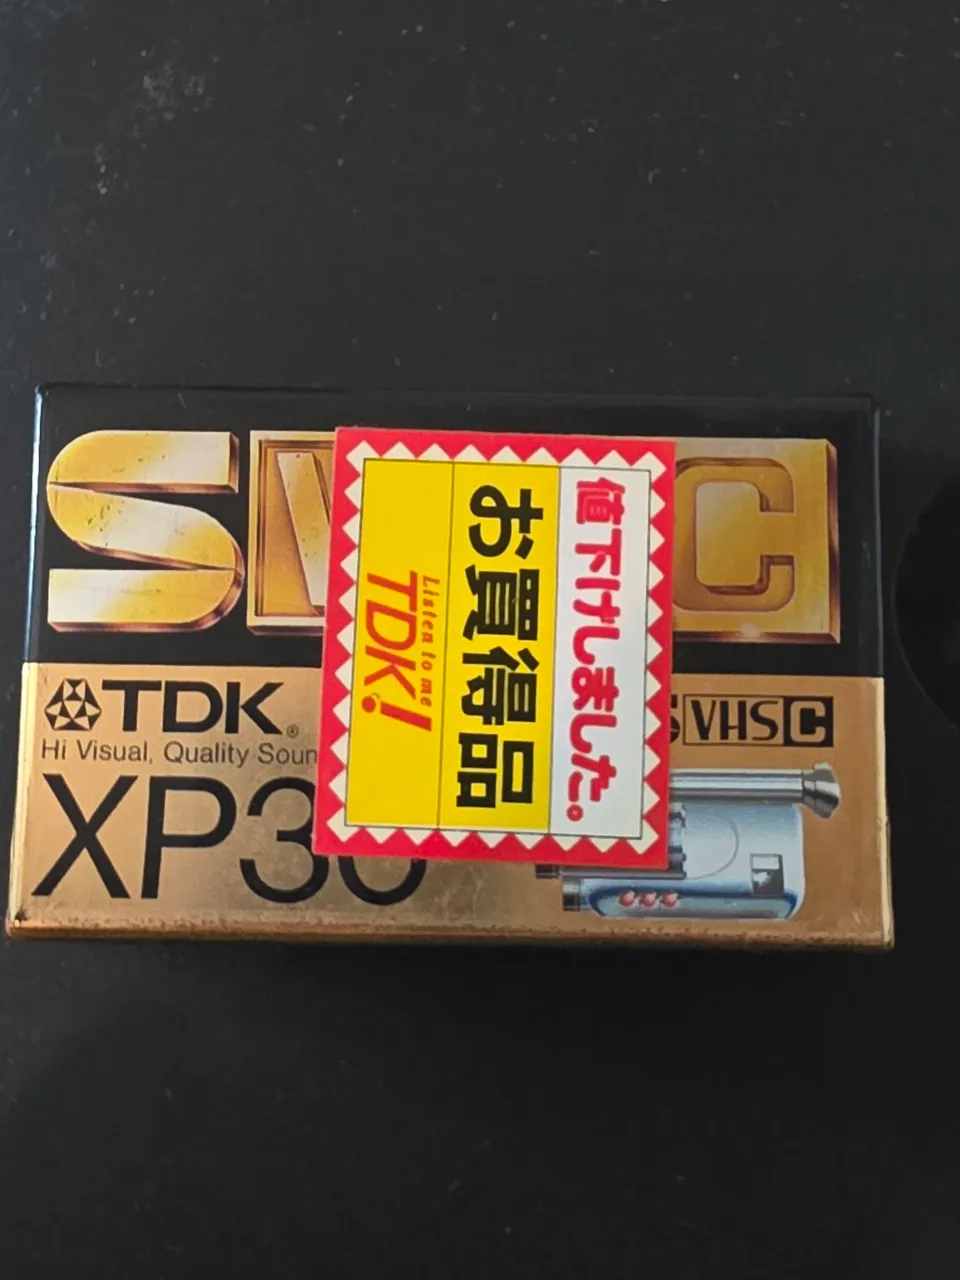 S V C
TDK®
Hi Visual, Quality Soun
XP30
S VHS C
値下げしました。
お買得品
Listen to me
TDK!